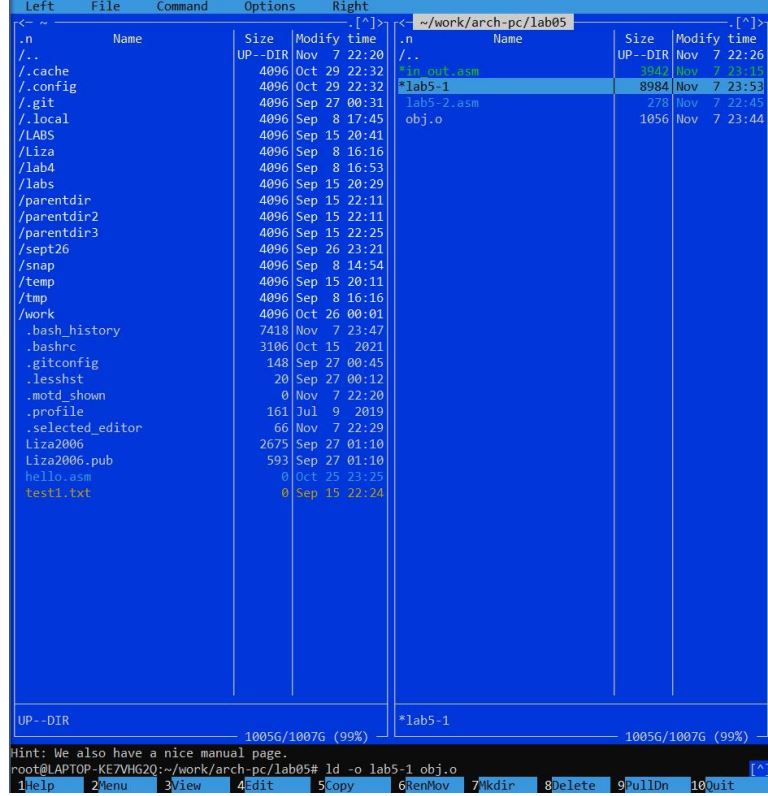 Left File Command Options Right
<─ ~ .[^]> <─ ~/work/arch-pc/lab05 .[^]>
.n Name Size Modify time .n Name Size Modify time
/.. UP--DIR Nov 7 22:20 /.. UP--DIR Nov 7 22:26
/.cache 4096 Oct 29 22:32 *in_out.asm 3942 Nov 7 23:15
/.config 4096 Oct 29 22:32 *lab5-1 8984 Nov 7 23:53
/.git 4096 Sep 27 00:31 lab5-2.asm 278 Nov 7 22:45
/.local 4096 Sep 8 17:45 obj.o 1056 Nov 7 23:44
/LABS 4096 Sep 15 20:41
/Liza 4096 Sep 8 16:16
/lab4 4096 Sep 8 16:53
/labs 4096 Sep 15 20:29
/parentdir 4096 Sep 15 22:11
/parentdir2 4096 Sep 15 22:11
/parentdir3 4096 Sep 15 22:25
/sept26 4096 Sep 26 23:21
/snap 4096 Sep 8 14:54
/temp 4096 Sep 15 20:11
/tmp 4096 Sep 8 16:16
/work 4096 Oct 26 00:01
.bash_history 7418 Nov 7 23:47
.bashrc 3106 Oct 15 2021
.gitconfig 148 Sep 27 00:45
.lesshst 20 Sep 27 00:12
.motd_shown 0 Nov 7 22:20
.profile 161 Jul 9 2019
.selected_editor 66 Nov 7 22:29
Liza2006 2675 Sep 27 01:10
Liza2006.pub 593 Sep 27 01:10
hello.asm 0 Oct 25 23:25
test1.txt 0 Sep 15 22:24
UP--DIR *lab5-1
1005G/1007G (99%) 1005G/1007G (99%)
Hint: We also have a nice manual page.
root@LAPTOP-KE7VHG2Q:~/work/arch-pc/lab05# ld -o lab5-1 obj.o [^]
1Help 2Menu 3View 4Edit 5Copy 6RenMov 7Mkdir 8Delete 9PullDn 10Quit